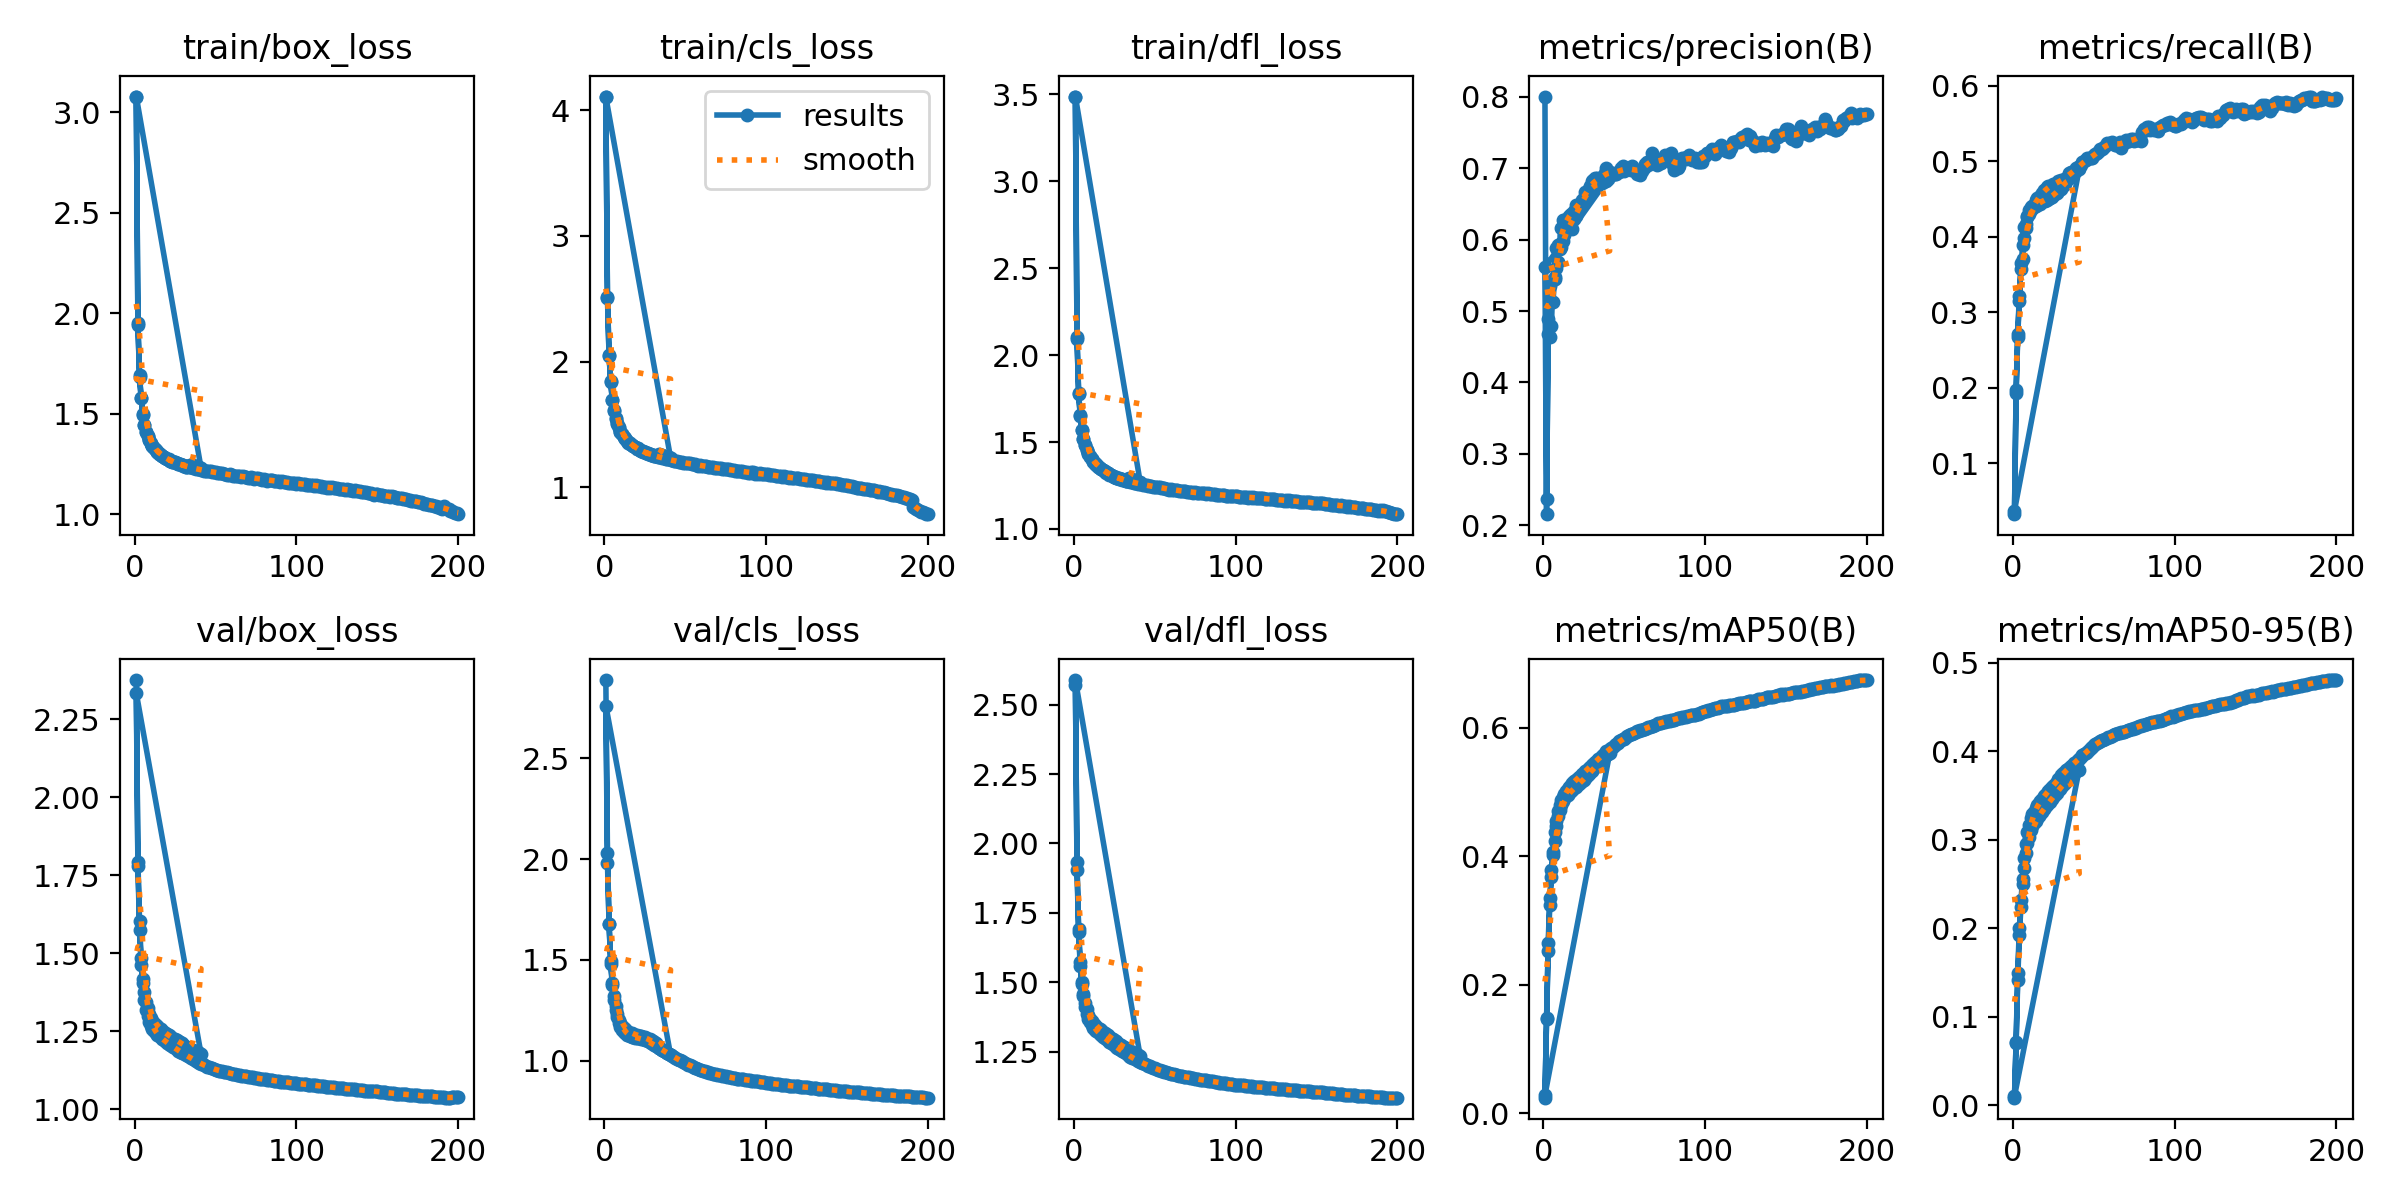 train/box_loss
3.0
2.5
2.0
1.5
1.0
0 100 200
train/cls_loss
results
smooth
4
3
2
1
0 100 200
train/dfl_loss
3.5
3.0
2.5
2.0
1.5
1.0
0 100 200
metrics/precision(B)
0.8
0.7
0.6
0.5
0.4
0.3
0.2
0 100 200
metrics/recall(B)
0.6
0.5
0.4
0.3
0.2
0.1
0 100 200
val/box_loss
2.25
2.00
1.75
1.50
1.25
1.00
0 100 200
val/cls_loss
2.5
2.0
1.5
1.0
0 100 200
val/dfl_loss
2.50
2.25
2.00
1.75
1.50
1.25
0 100 200
metrics/mAP50(B)
0.6
0.4
0.2
0.0
0 100 200
metrics/mAP50-95(B)
0.5
0.4
0.3
0.2
0.1
0.0
0 100 200